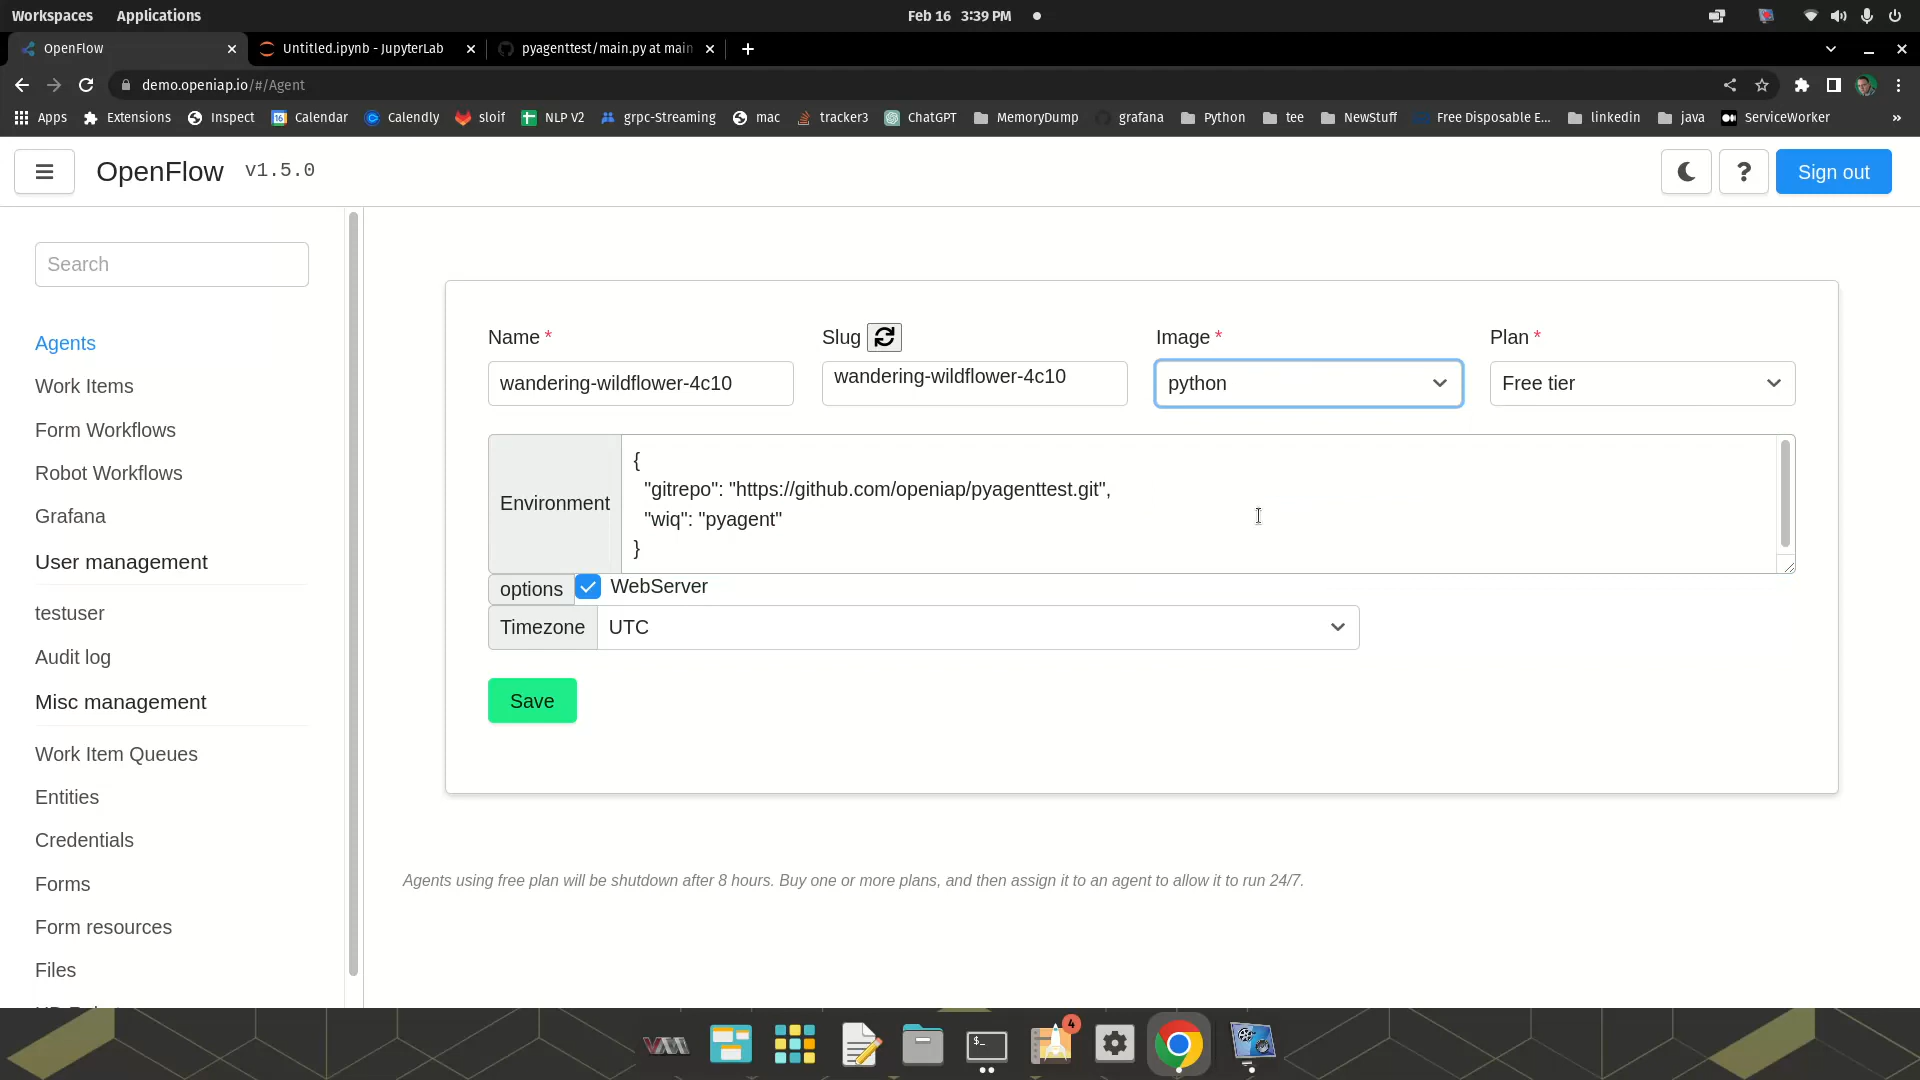 Workspaces Applications Feb 16 3:39 PM
OpenFlow Untitled.ipynb - JupyterLab pyagenttest/main.py at main
demo.openiap.io/#/Agent
Apps Extensions Inspect Calendar Calendly sloif NLP V2 grpc-Streaming mac tracker3 ChatGPT MemoryDump grafana Python tee NewStuff Free Disposable E... linkedin java ServiceWorker »
OpenFlow v1.5.0 ? Sign out
Search
Agents
Work Items
Form Workflows
Robot Workflows
Grafana
User management
testuser
Audit log
Misc management
Work Item Queues
Entities
Credentials
Forms
Form resources
Files
Name * Slug Image * Plan *
wandering-wildflower-4c10 wandering-wildflower-4c10 python Free tier
Environment
{
"gitrepo": "https://github.com/openiap/pyagenttest.git",
"wiq": "pyagent"
}
options WebServer
Timezone UTC
Save
Agents using free plan will be shutdown after 8 hours. Buy one or more plans, and then assign it to an agent to allow it to run 24/7.
4